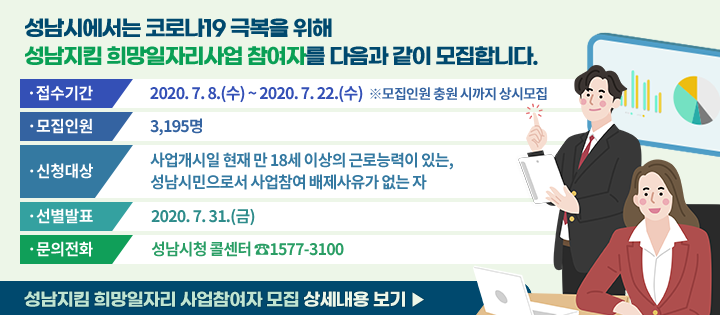 성남시에서는 코로나19 극복을 위해
성남지킴 희망일자리사업 참여자를 다음과 같이 모집합니다.
· 접수기간 2020. 7. 8.(수) ~ 2020. 7. 22.(수) ※모집인원 충원 시까지 상시모집
· 모집인원 3,195명
· 신청대상 사업개시일 현재 만 18세 이상의 근로능력이 있는,
성남시민으로서 사업참여 배제사유가 없는 자
· 선별발표 2020. 7. 31.(금)
· 문의전화 성남시청 콜센터 ☎1577-3100
성남지킴 희망일자리 사업참여자 모집 상세내용 보기 ▶